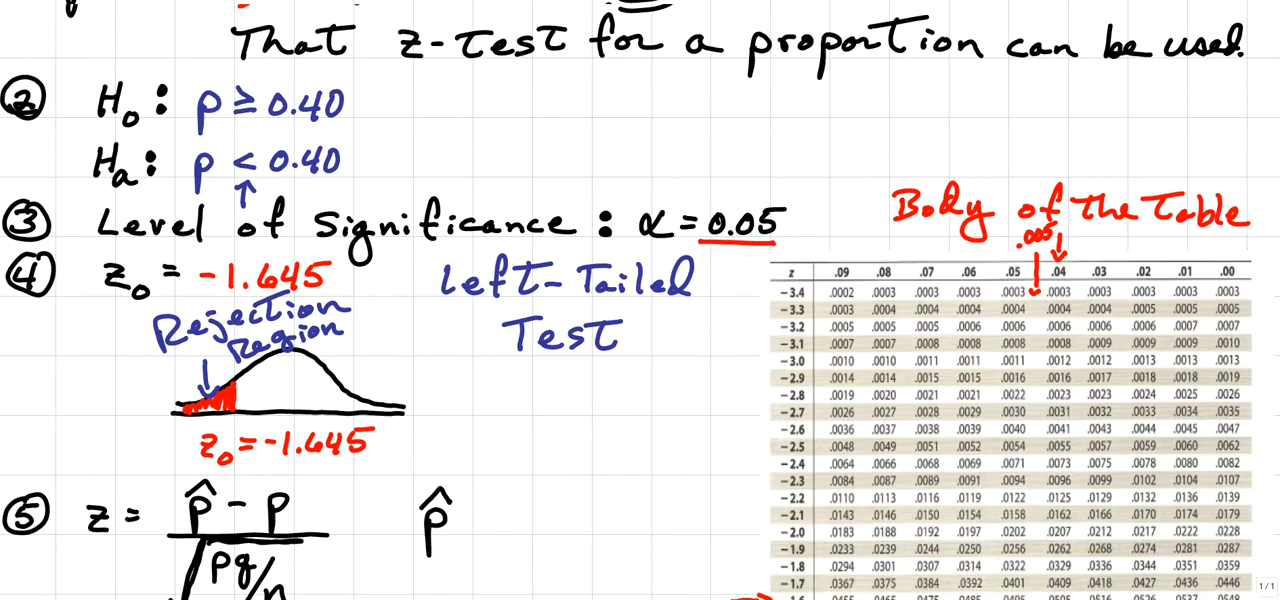 That z-test for a proportion can be used.
② H₀ : p ≥ 0.40
Hₐ : p < 0.40
③ Level of significance : α = 0.05
④ z₀ = -1.645 Left-Tailed
Test
Rejection
Region
z₀ = -1.645
⑤ z = p̂ - p p̂
√pq/n
Body of the Table
.005
z .09 .08 .07 .06 .05 .04 .03 .02 .01 .00
-3.4 .0002 .0003 .0003 .0003 .0003 .0003 .0003 .0003 .0003 .0003
-3.3 .0003 .0004 .0004 .0004 .0004 .0004 .0004 .0005 .0005 .0005
-3.2 .0005 .0005 .0005 .0006 .0006 .0006 .0006 .0006 .0007 .0007
-3.1 .0007 .0007 .0008 .0008 .0008 .0008 .0009 .0009 .0009 .0010
-3.0 .0010 .0010 .0011 .0011 .0011 .0012 .0012 .0013 .0013 .0013
-2.9 .0014 .0014 .0015 .0015 .0016 .0016 .0017 .0018 .0018 .0019
-2.8 .0019 .0020 .0021 .0021 .0022 .0023 .0023 .0024 .0025 .0026
-2.7 .0026 .0027 .0028 .0029 .0030 .0031 .0032 .0033 .0034 .0035
-2.6 .0036 .0037 .0038 .0039 .0040 .0041 .0043 .0044 .0045 .0047
-2.5 .0048 .0049 .0051 .0052 .0054 .0055 .0057 .0059 .0060 .0062
-2.4 .0064 .0066 .0068 .0069 .0071 .0073 .0075 .0078 .0080 .0082
-2.3 .0084 .0087 .0089 .0091 .0094 .0096 .0099 .0102 .0104 .0107
-2.2 .0110 .0113 .0116 .0119 .0122 .0125 .0129 .0132 .0136 .0139
-2.1 .0143 .0146 .0150 .0154 .0158 .0162 .0166 .0170 .0174 .0179
-2.0 .0183 .0188 .0192 .0197 .0202 .0207 .0212 .0217 .0222 .0228
-1.9 .0233 .0239 .0244 .0250 .0256 .0262 .0268 .0274 .0281 .0287
-1.8 .0294 .0301 .0307 .0314 .0322 .0329 .0336 .0344 .0351 .0359
-1.7 .0367 .0375 .0384 .0392 .0401 .0409 .0418 .0427 .0436 .0446
1/1